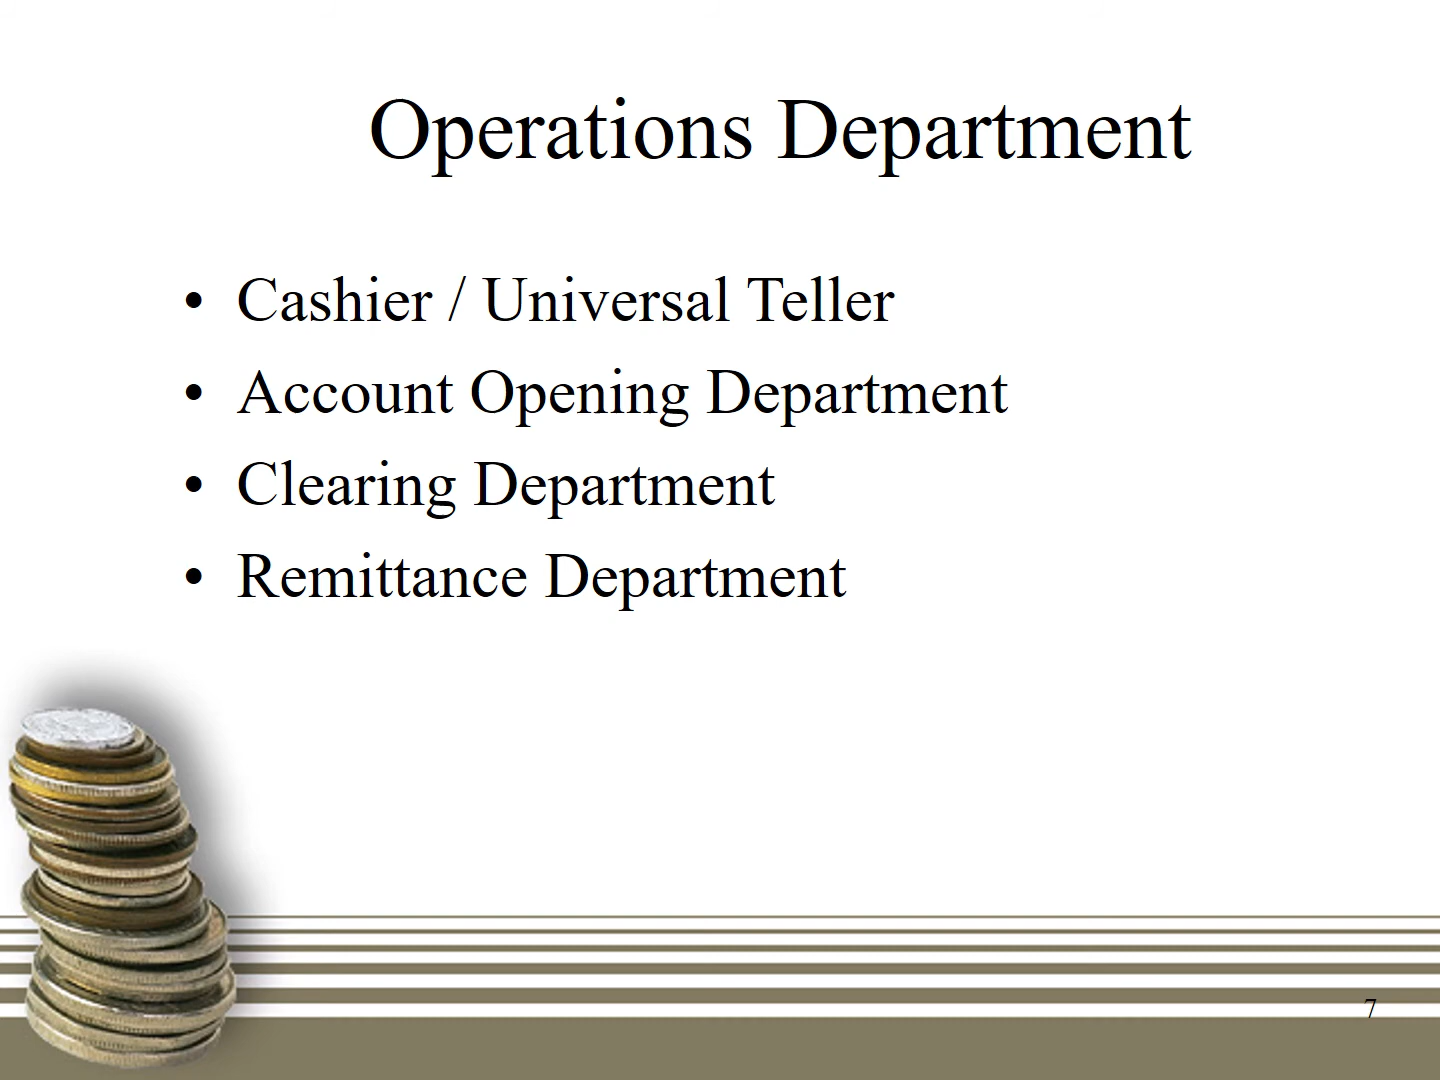 Operations Department
• Cashier / Universal Teller
• Account Opening Department
• Clearing Department
• Remittance Department
7